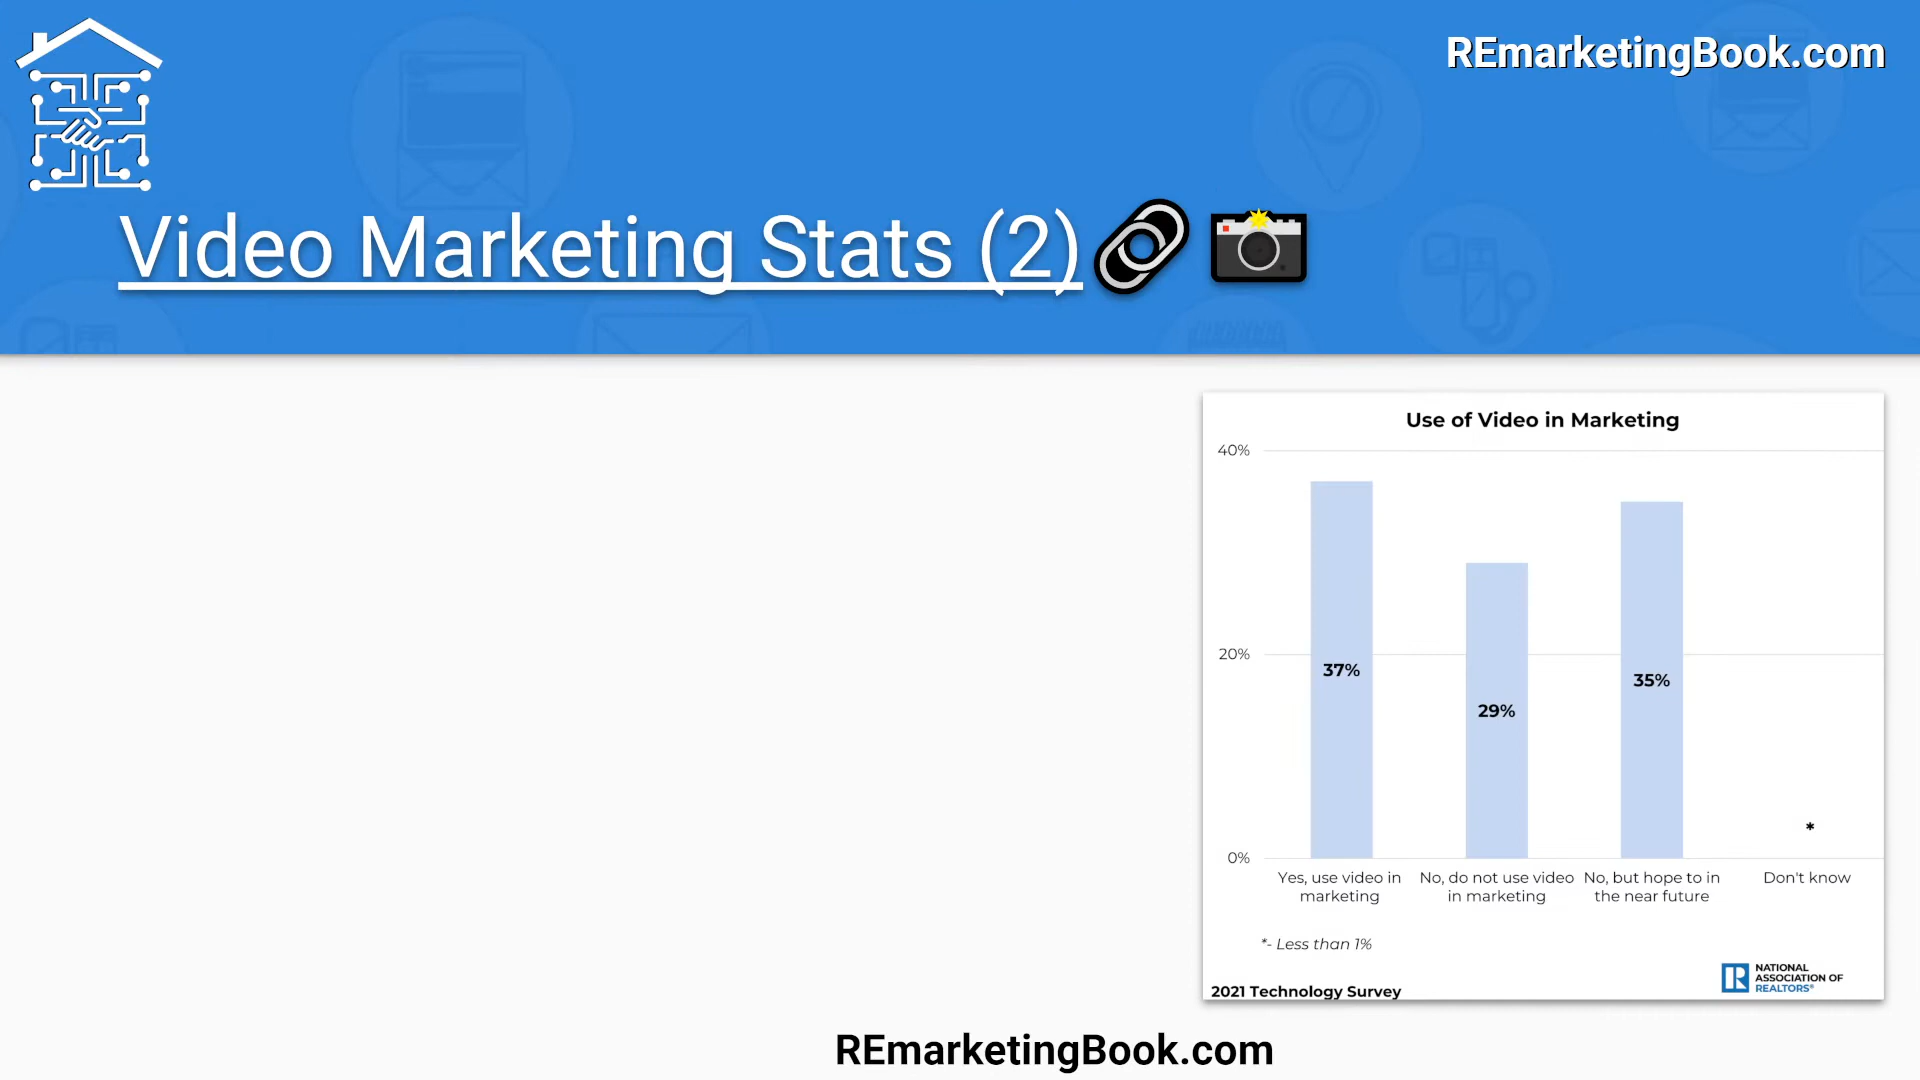 REmarketingBook.com
Video Marketing Stats (2)
Use of Video in Marketing
40%
20%
0%
37%
29%
35%
*
Yes, use video in
marketing
No, do not use video
in marketing
No, but hope to in
the near future
Don't know
*- Less than 1%
2021 Technology Survey
NATIONAL
ASSOCIATION OF
REALTORS®
REmarketingBook.com